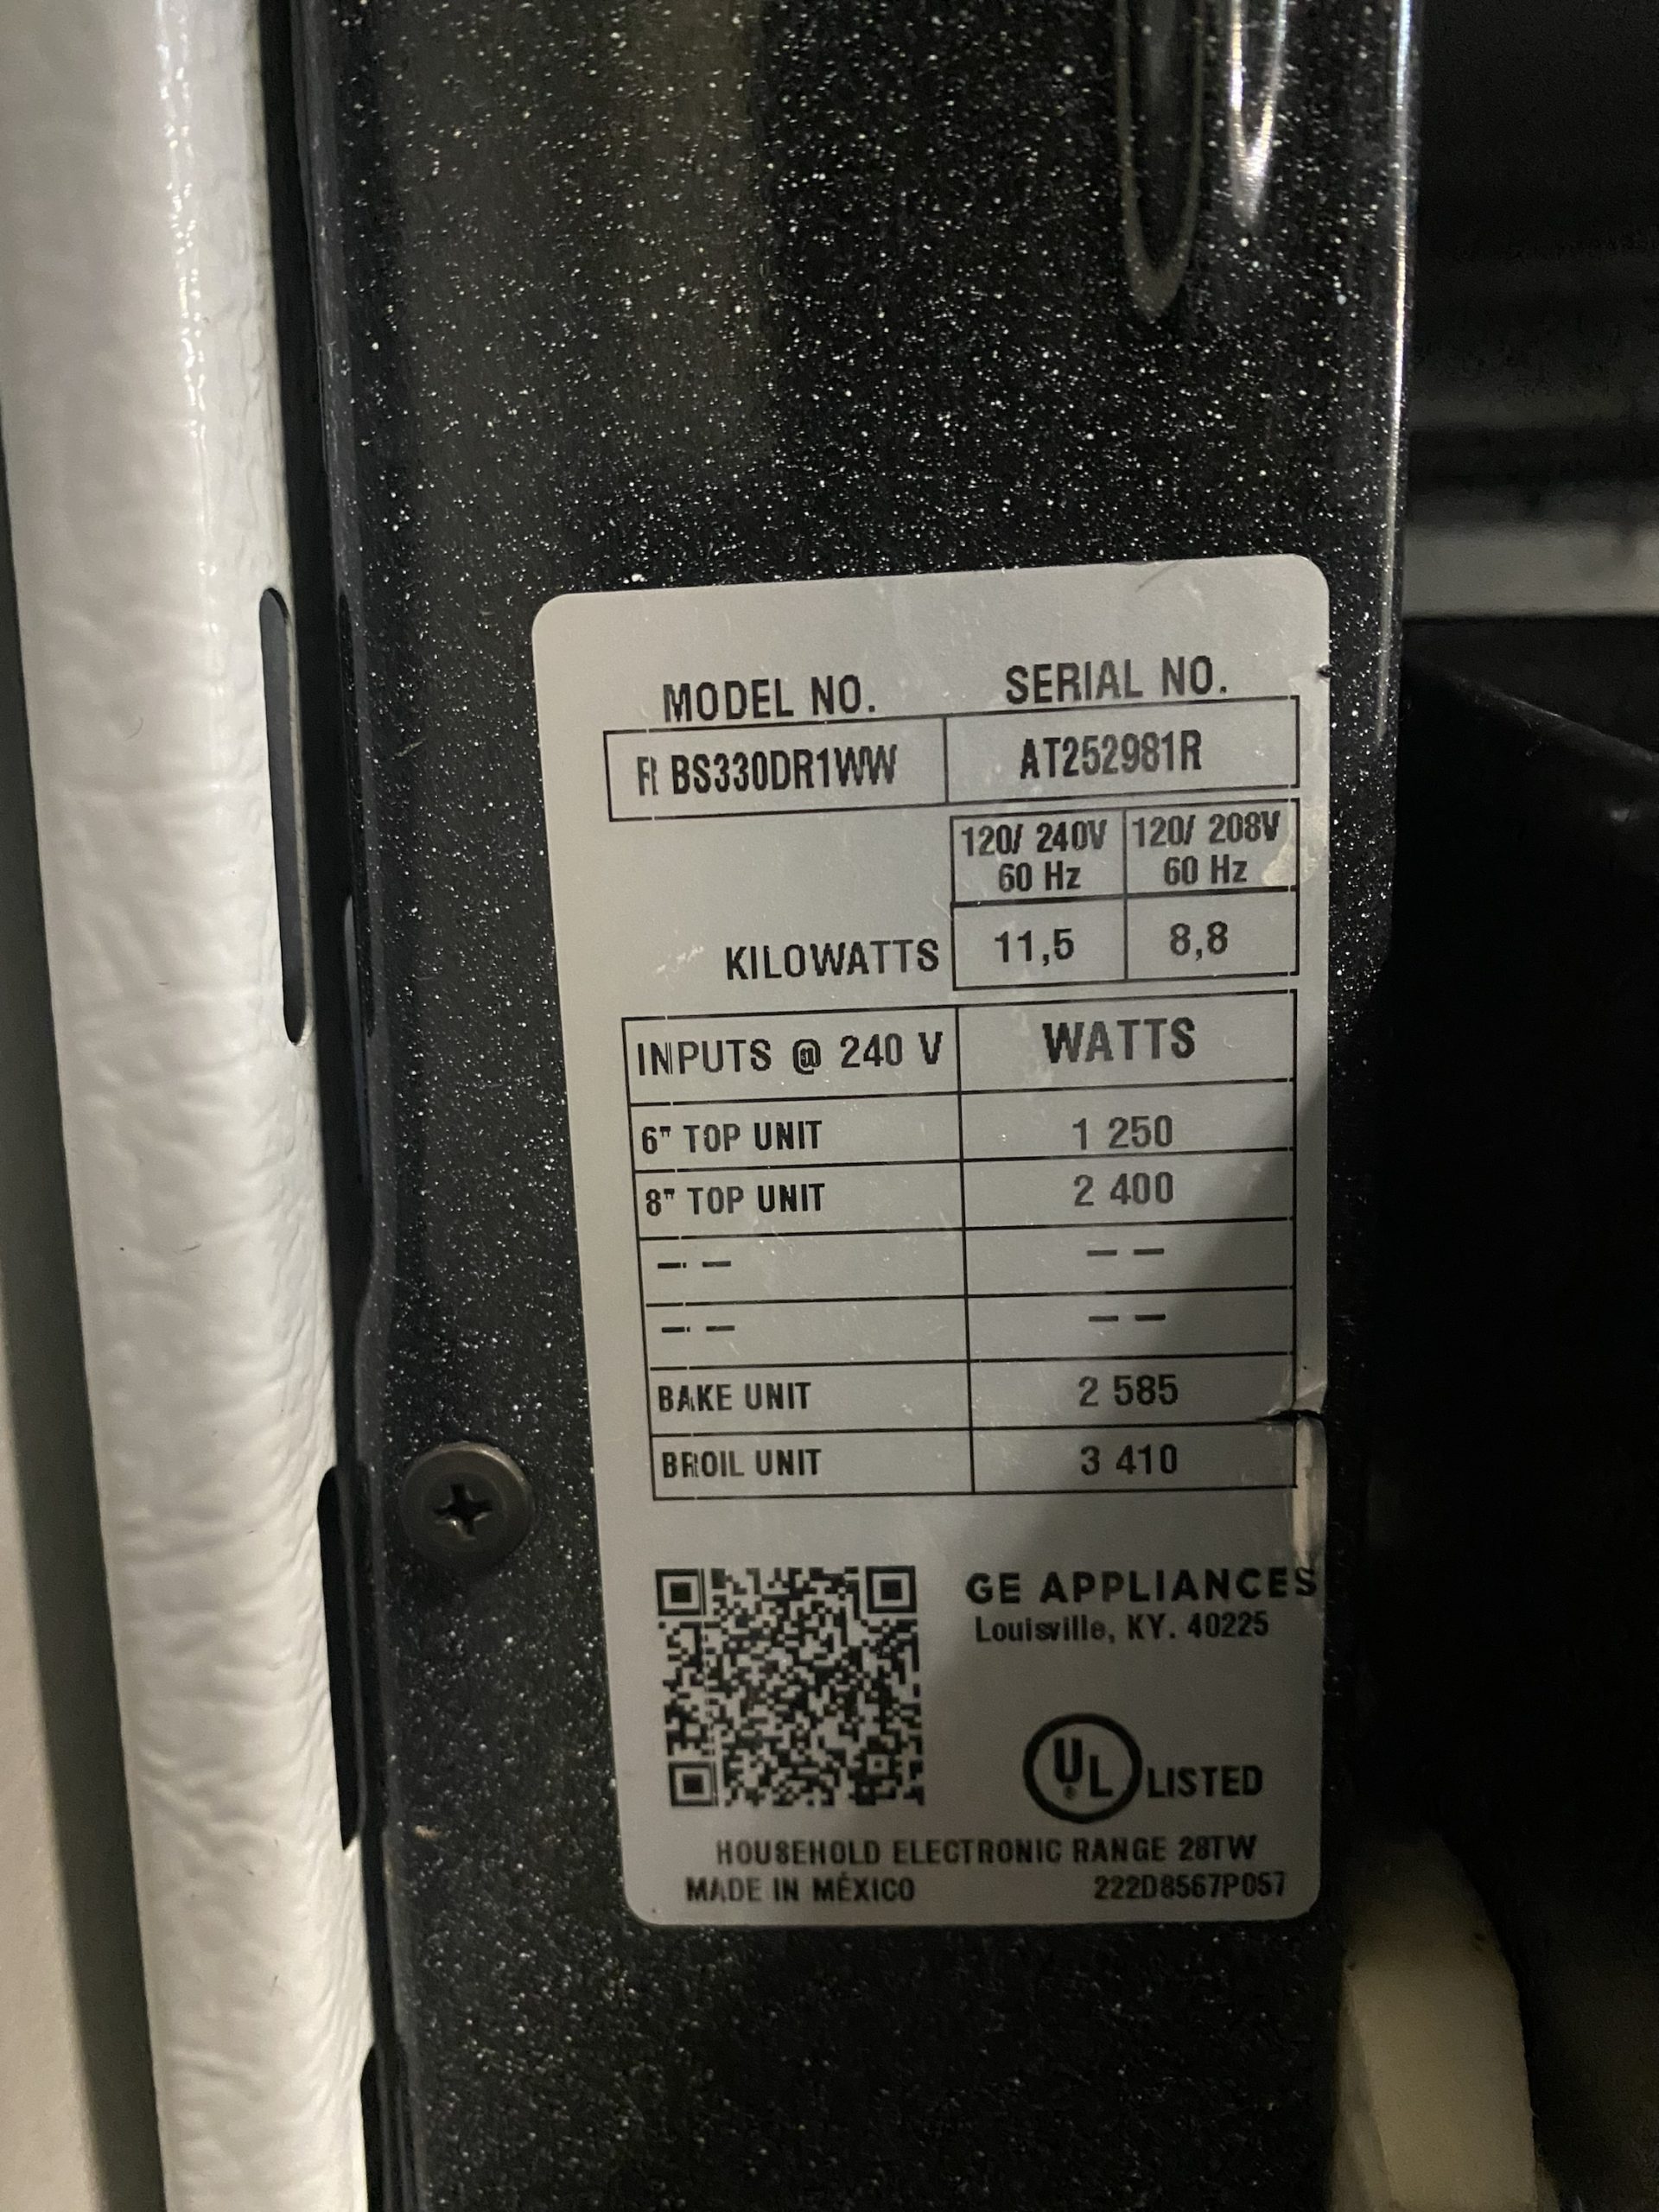 MODEL NO. SERIAL NO.
RBS330DR1WW AT252981R
120/ 240V 120/ 208V
60 Hz 60 Hz
KILOWATTS 11,5 8,8
INPUTS @ 240 V WATTS
6" TOP UNIT 1 250
8" TOP UNIT 2 400
– – – –
– – – –
BAKE UNIT 2 585
BROIL UNIT 3 410
GE APPLIANCES
Louisville, KY. 40225
UL LISTED
HOUSEHOLD ELECTRONIC RANGE 28TW
MADE IN MÉXICO 222D8567P057